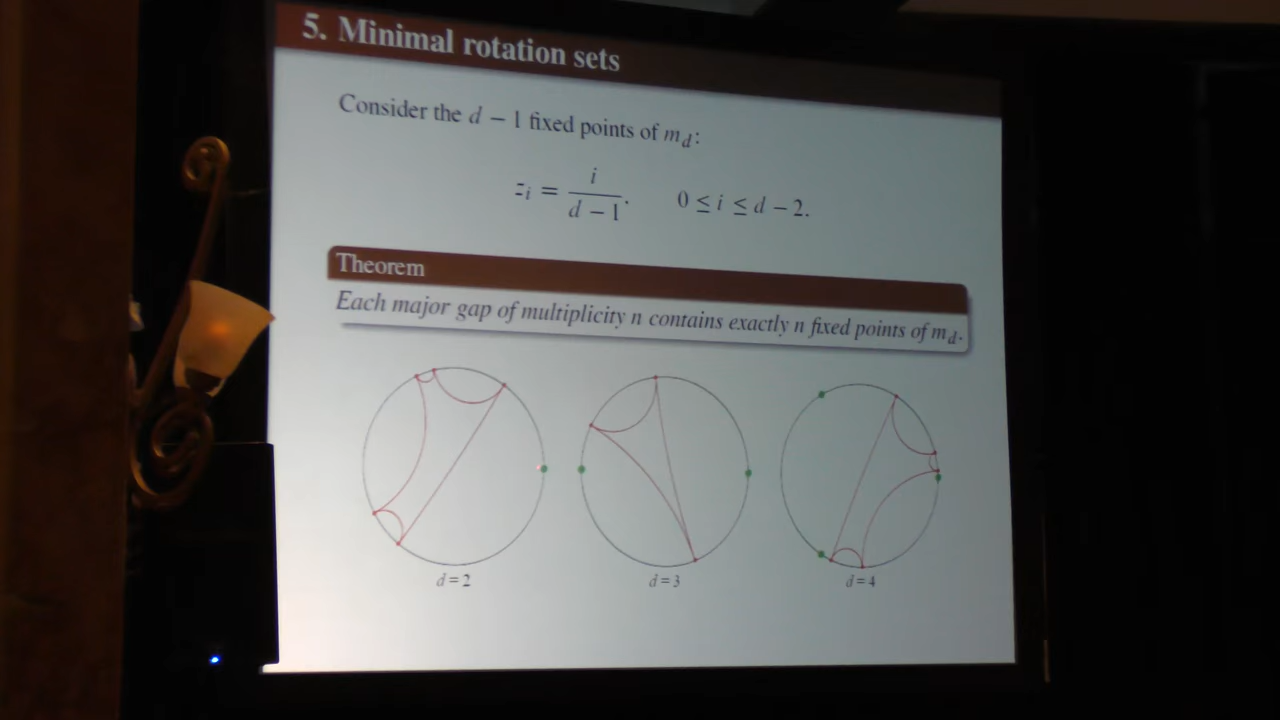 5. Minimal rotation sets
Consider the d − 1 fixed points of m_d:
z_i = i / (d − 1),   0 ≤ i ≤ d − 2.
Theorem
Each major gap of multiplicity n contains exactly n fixed points of m_d.
d = 2   d = 3   d = 4